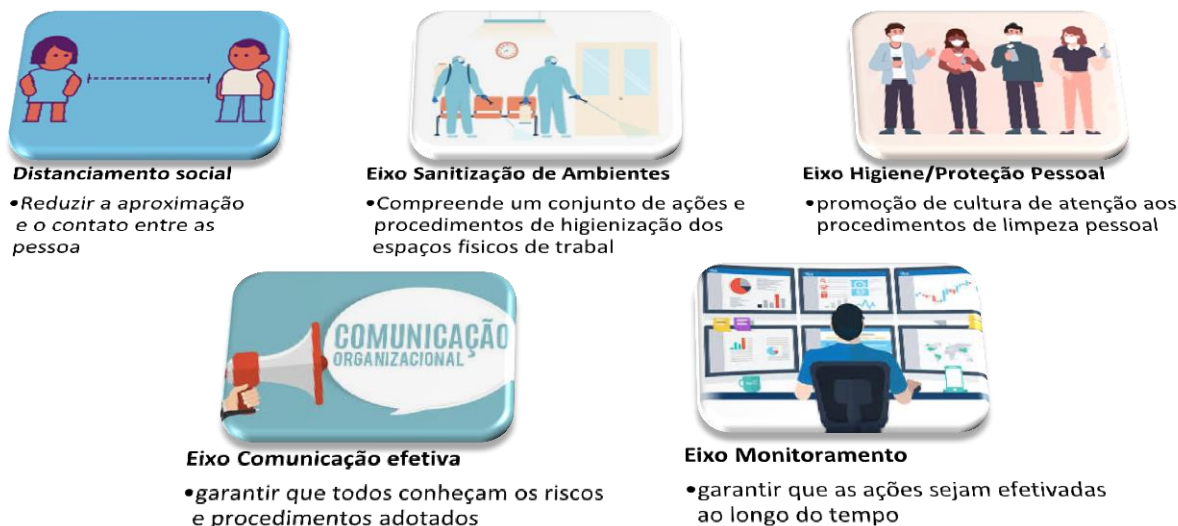 Distanciamento social
•Reduzir a aproximação
e o contato entre as
pessoa
Eixo Sanitização de Ambientes
•Compreende um conjunto de ações e
procedimentos de higienização dos
espaços fisicos de trabal
Eixo Higiene/Proteção Pessoal
•promoção de cultura de atenção aos
procedimentos de limpeza pessoal
COMUNICAÇÃO
ORGANIZACIONAL
Eixo Comunicação efetiva
•garantir que todos conheçam os riscos
e procedimentos adotados
Eixo Monitoramento
•garantir que as ações sejam efetivadas
ao longo do tempo